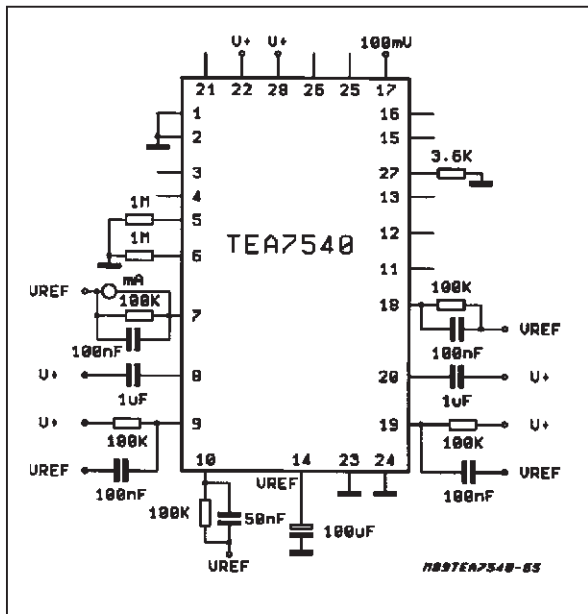 V+ V+ 100mV
21 22 28 26 25 17
1 16
2 15
3 27 3.6K
4 13
1M
5 12
TEA7540
1M
6 11
mA
VREF 100K
7 18 100K
100nF 100nF VREF
V+ 8 20 V+
1uF 1uF
V+ 9 19 V+
100K 100K
VREF VREF
100nF 100nF
10 14 23 24
VREF
100K 50nF 100uF
VREF
M89TEA7540-65